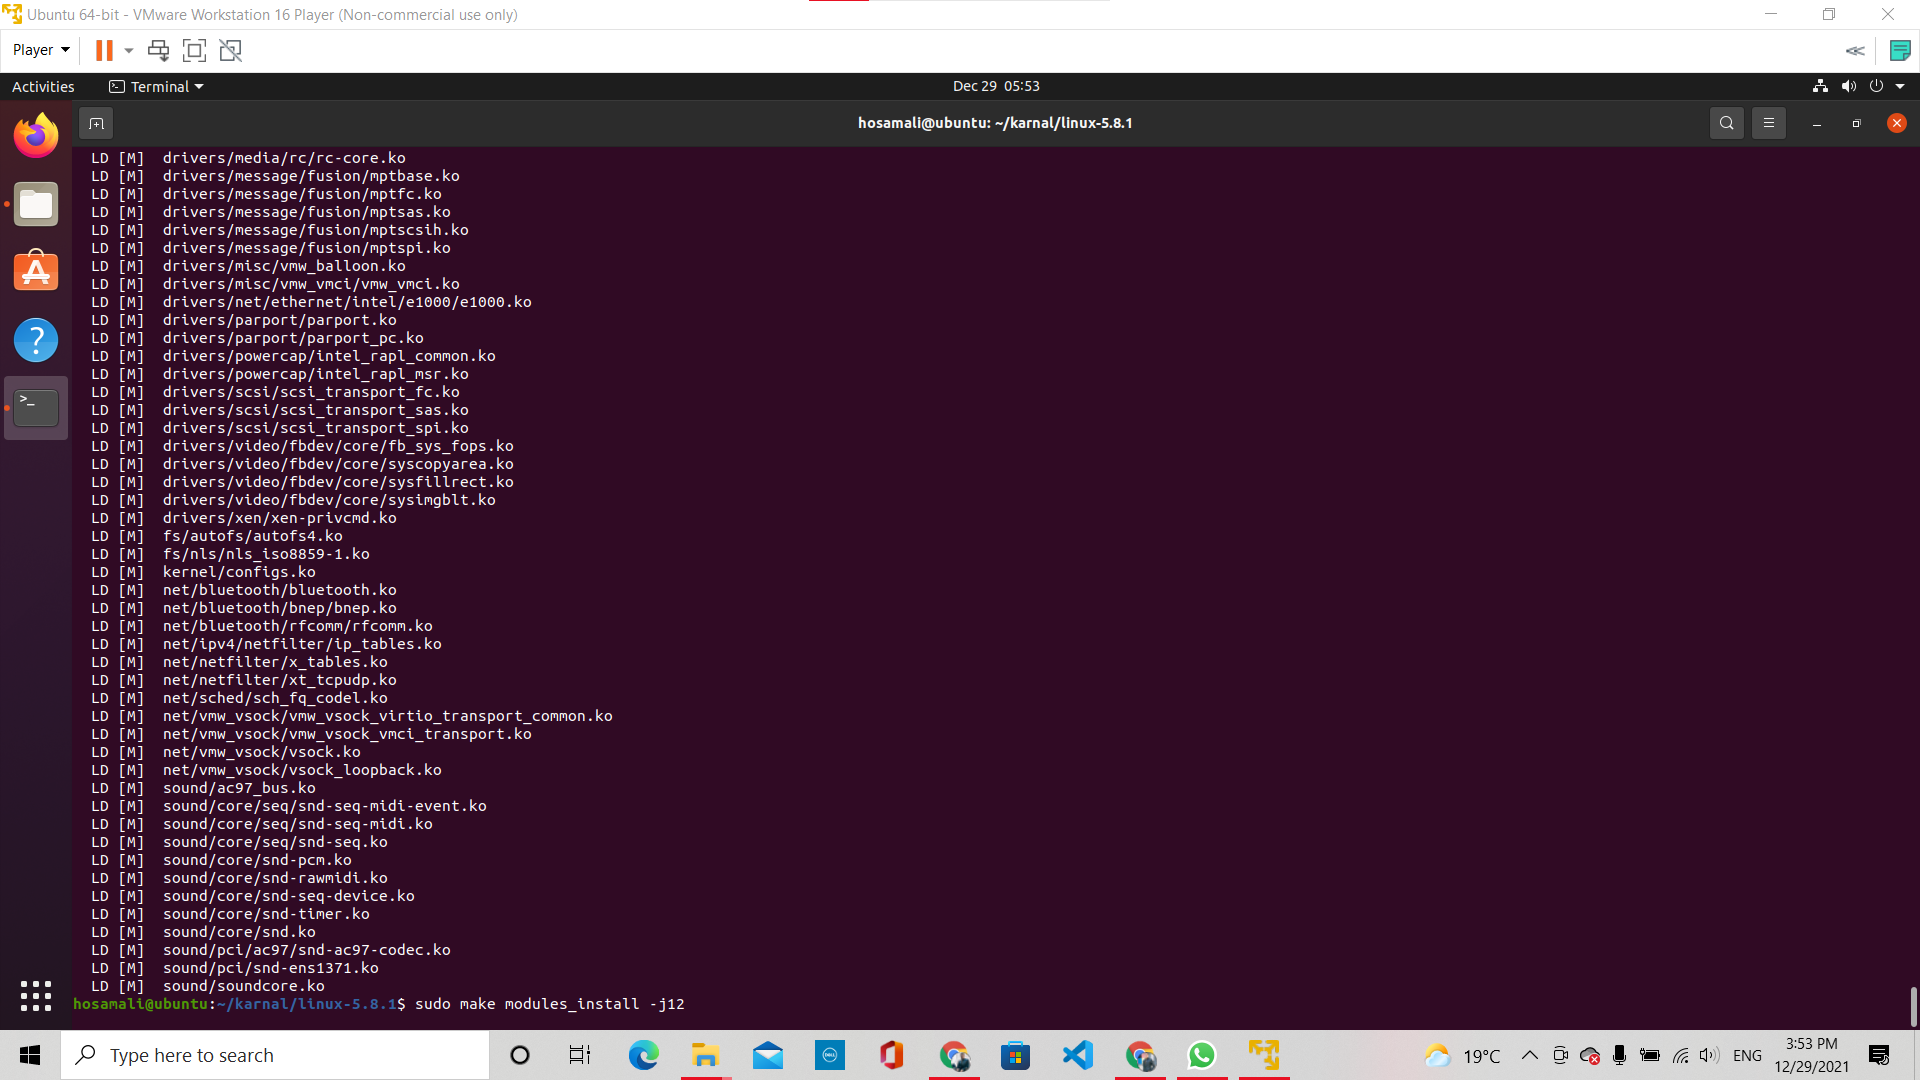 Ubuntu 64-bit - VMware Workstation 16 Player (Non-commercial use only)
Player
Activities
Terminal
Dec 29 05:53
hosamali@ubuntu: ~/karnal/linux-5.8.1
LD [M] drivers/media/rc/rc-core.ko
LD [M] drivers/message/fusion/mptbase.ko
LD [M] drivers/message/fusion/mptfc.ko
LD [M] drivers/message/fusion/mptsas.ko
LD [M] drivers/message/fusion/mptscsih.ko
LD [M] drivers/message/fusion/mptspi.ko
LD [M] drivers/misc/vmw_balloon.ko
LD [M] drivers/misc/vmw_vmci/vmw_vmci.ko
LD [M] drivers/net/ethernet/intel/e1000/e1000.ko
LD [M] drivers/parport/parport.ko
LD [M] drivers/parport/parport_pc.ko
LD [M] drivers/powercap/intel_rapl_common.ko
LD [M] drivers/powercap/intel_rapl_msr.ko
LD [M] drivers/scsi/scsi_transport_fc.ko
LD [M] drivers/scsi/scsi_transport_sas.ko
LD [M] drivers/scsi/scsi_transport_spi.ko
LD [M] drivers/video/fbdev/core/fb_sys_fops.ko
LD [M] drivers/video/fbdev/core/syscopyarea.ko
LD [M] drivers/video/fbdev/core/sysfillrect.ko
LD [M] drivers/video/fbdev/core/sysimgblt.ko
LD [M] drivers/xen/xen-privcmd.ko
LD [M] fs/autofs/autofs4.ko
LD [M] fs/nls/nls_iso8859-1.ko
LD [M] kernel/configs.ko
LD [M] net/bluetooth/bluetooth.ko
LD [M] net/bluetooth/bnep/bnep.ko
LD [M] net/bluetooth/rfcomm/rfcomm.ko
LD [M] net/ipv4/netfilter/ip_tables.ko
LD [M] net/netfilter/x_tables.ko
LD [M] net/netfilter/xt_tcpudp.ko
LD [M] net/sched/sch_fq_codel.ko
LD [M] net/vmw_vsock/vmw_vsock_virtio_transport_common.ko
LD [M] net/vmw_vsock/vmw_vsock_vmci_transport.ko
LD [M] net/vmw_vsock/vsock.ko
LD [M] net/vmw_vsock/vsock_loopback.ko
LD [M] sound/ac97_bus.ko
LD [M] sound/core/seq/snd-seq-midi-event.ko
LD [M] sound/core/seq/snd-seq-midi.ko
LD [M] sound/core/seq/snd-seq.ko
LD [M] sound/core/snd-pcm.ko
LD [M] sound/core/snd-rawmidi.ko
LD [M] sound/core/snd-seq-device.ko
LD [M] sound/core/snd-timer.ko
LD [M] sound/core/snd.ko
LD [M] sound/pci/ac97/snd-ac97-codec.ko
LD [M] sound/pci/snd-ens1371.ko
LD [M] sound/soundcore.ko
hosamali@ubuntu:~/karnal/linux-5.8.1$ sudo make modules_install -j12
Type here to search
DELL
19°C
ENG
3:53 PM
12/29/2021